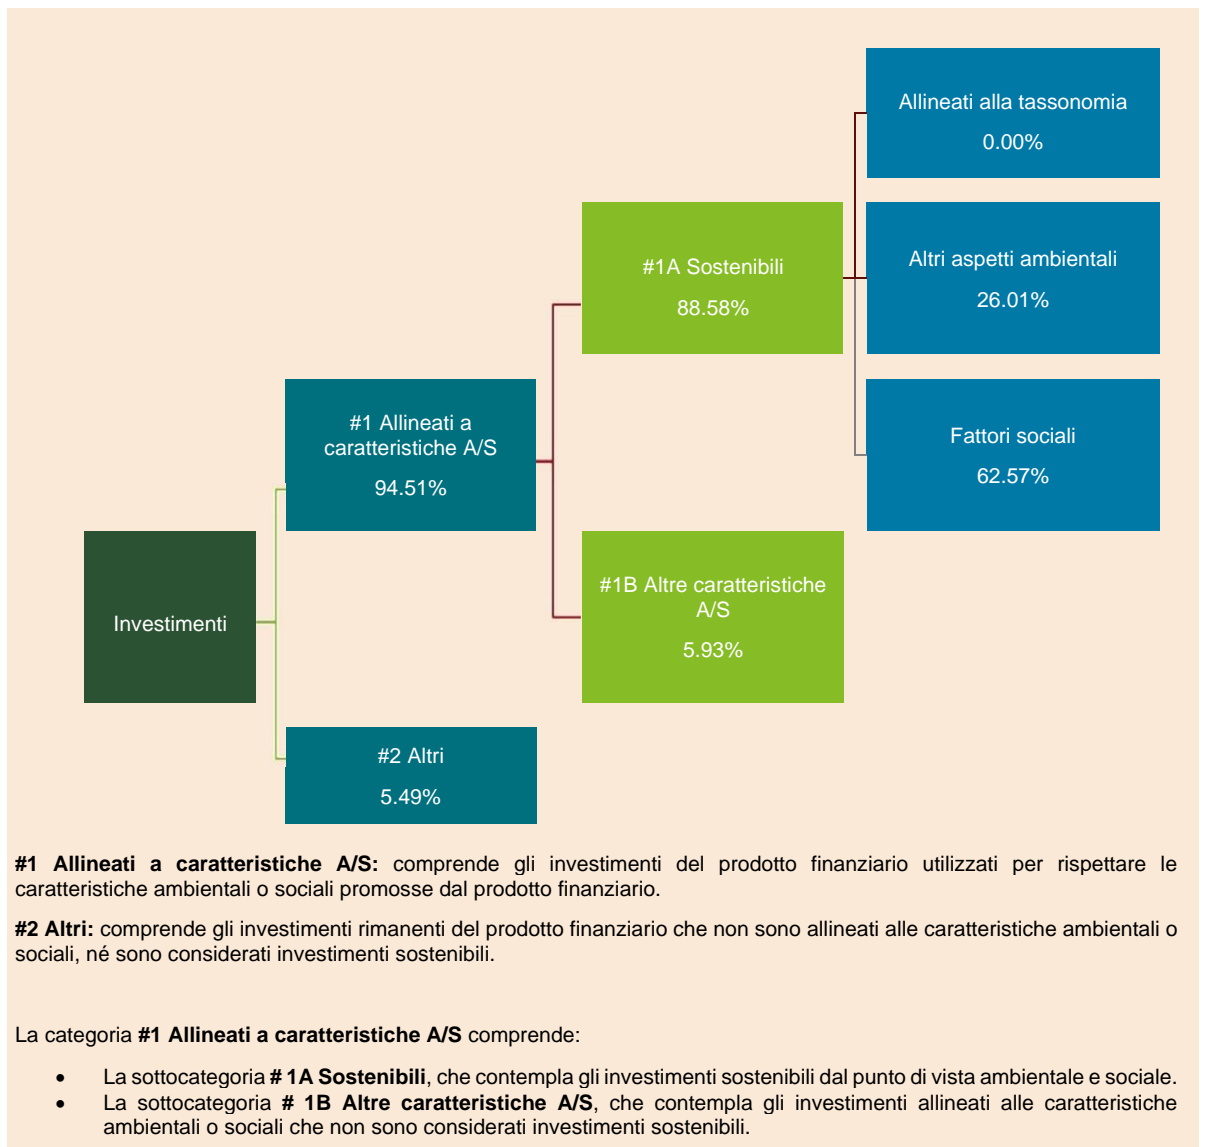 Allineati alla tassonomia
0.00%
#1A Sostenibili
88.58%
Altri aspetti ambientali
26.01%
#1 Allineati a
caratteristiche A/S
94.51%
Fattori sociali
62.57%
Investimenti
#1B Altre caratteristiche
A/S
5.93%
#2 Altri
5.49%
#1 Allineati a caratteristiche A/S: comprende gli investimenti del prodotto finanziario utilizzati per rispettare le
caratteristiche ambientali o sociali promosse dal prodotto finanziario.
#2 Altri: comprende gli investimenti rimanenti del prodotto finanziario che non sono allineati alle caratteristiche ambientali o
sociali, né sono considerati investimenti sostenibili.
La categoria #1 Allineati a caratteristiche A/S comprende:
• La sottocategoria # 1A Sostenibili, che contempla gli investimenti sostenibili dal punto di vista ambientale e sociale.
• La sottocategoria # 1B Altre caratteristiche A/S, che contempla gli investimenti allineati alle caratteristiche
ambientali o sociali che non sono considerati investimenti sostenibili.